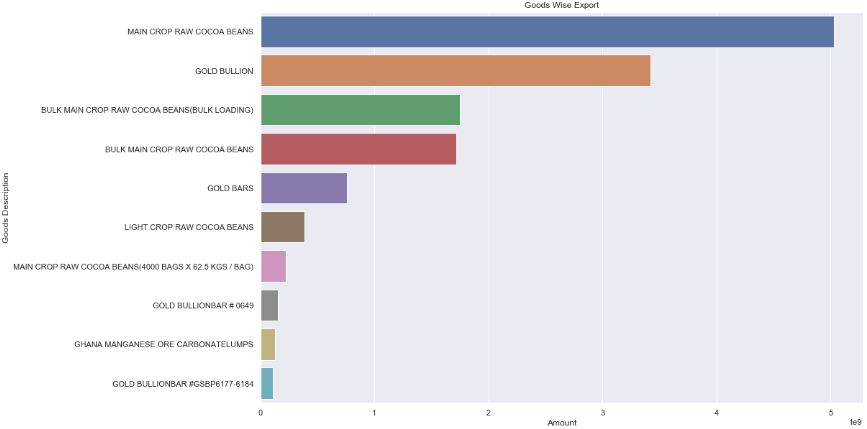 Goods Wise Export
MAIN CROP RAW COCOA BEANS
GOLD BULLION
BULK MAIN CROP RAW COCOA BEANS(BULK LOADING)
BULK MAIN CROP RAW COCOA BEANS
GOLD BARS
LIGHT CROP RAW COCOA BEANS
MAIN CROP RAW COCOA BEANS(4000 BAGS X 62.5 KGS / BAG)
GOLD BULLIONBAR # 0649
GHANA MANGANESE ORE CARBONATELUMPS
GOLD BULLIONBAR #GSBP6177-6184
Goods Description
0 1 2 3 4 5
1e9
Amount